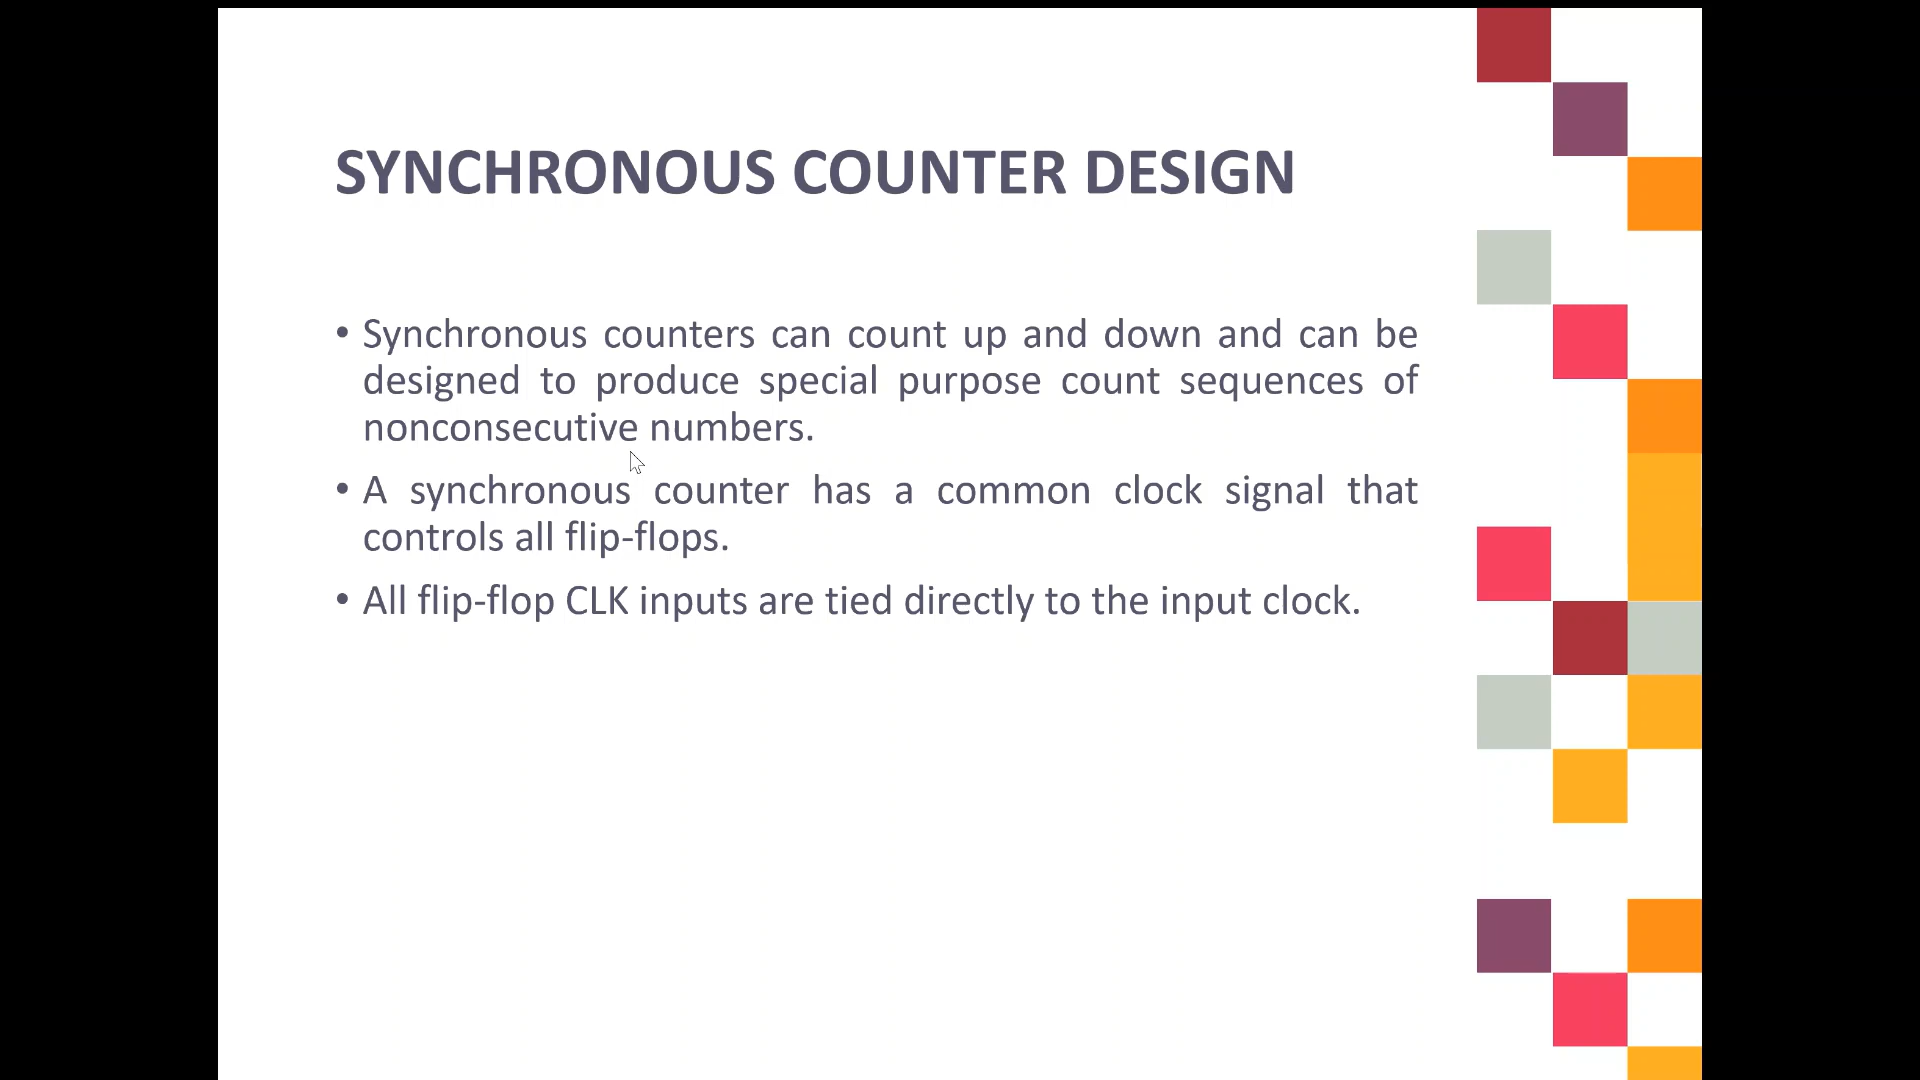 SYNCHRONOUS COUNTER DESIGN
• Synchronous counters can count up and down and can be
designed to produce special purpose count sequences of
nonconsecutive numbers.
• A synchronous counter has a common clock signal that
controls all flip-flops.
• All flip-flop CLK inputs are tied directly to the input clock.